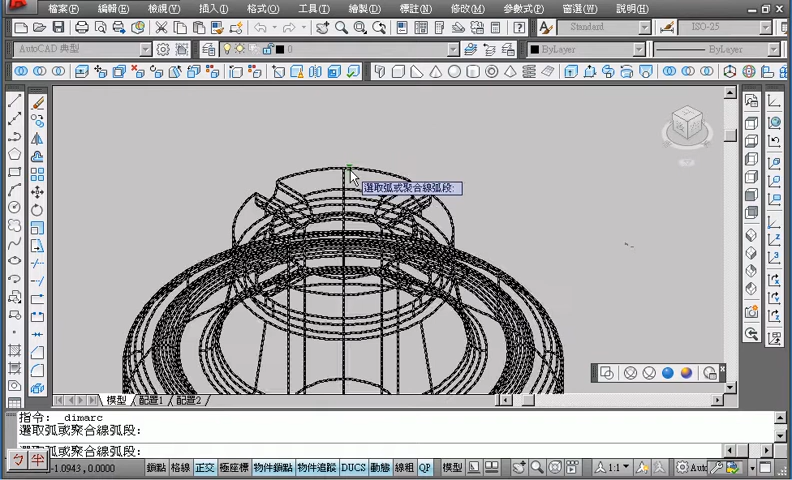 檔案(F) 編輯(E) 檢視(V) 插入(I) 格式(O) 工具(T) 繪製(D) 標註(N) 修改(M) 參數(P) 視窗(W) 說明(H)
Standard ISO-25
AutoCAD 典型 0 ByLayer ByLayer
選取弧或聚合線弧段:
模型 配置1 配置2
指令: _dimarc
選取弧或聚合線弧段:
選取弧或聚合線弧段:
ㄅ 半
-1.0943, 0.0000 鎖點 格線 正交 極座標 物件鎖點 物件追蹤 DUCS 動態 線粗 QP 模型 1:1